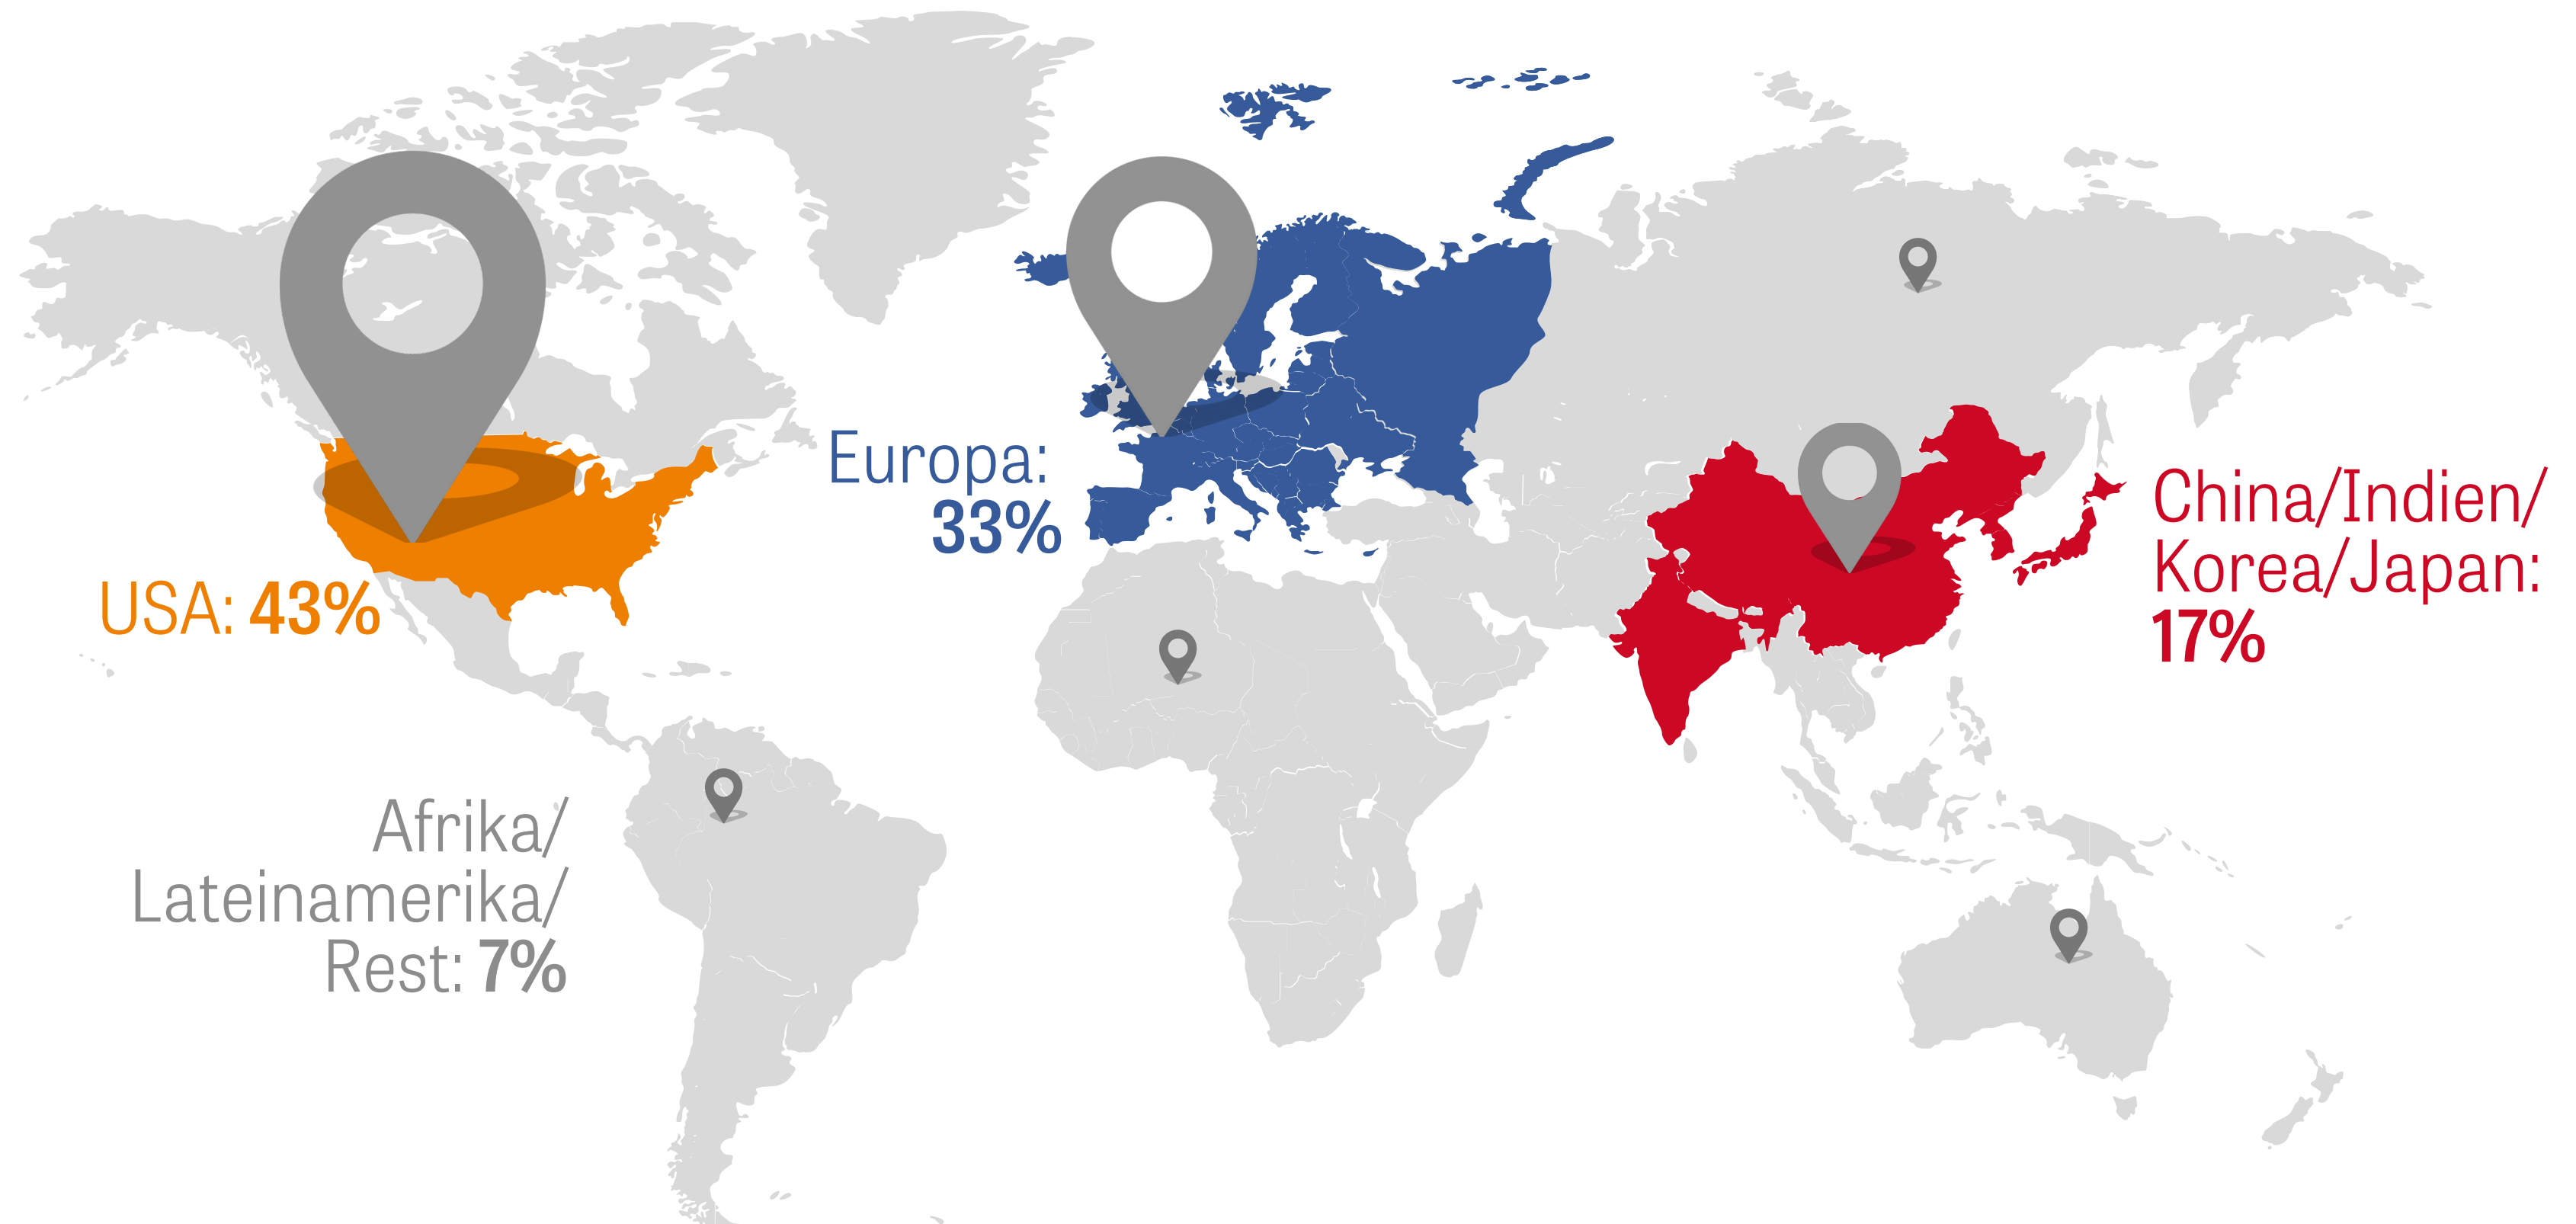 Europa:
33%
China/Indien/
Korea/Japan:
17%
USA: 43%
Afrika/
Lateinamerika/
Rest: 7%